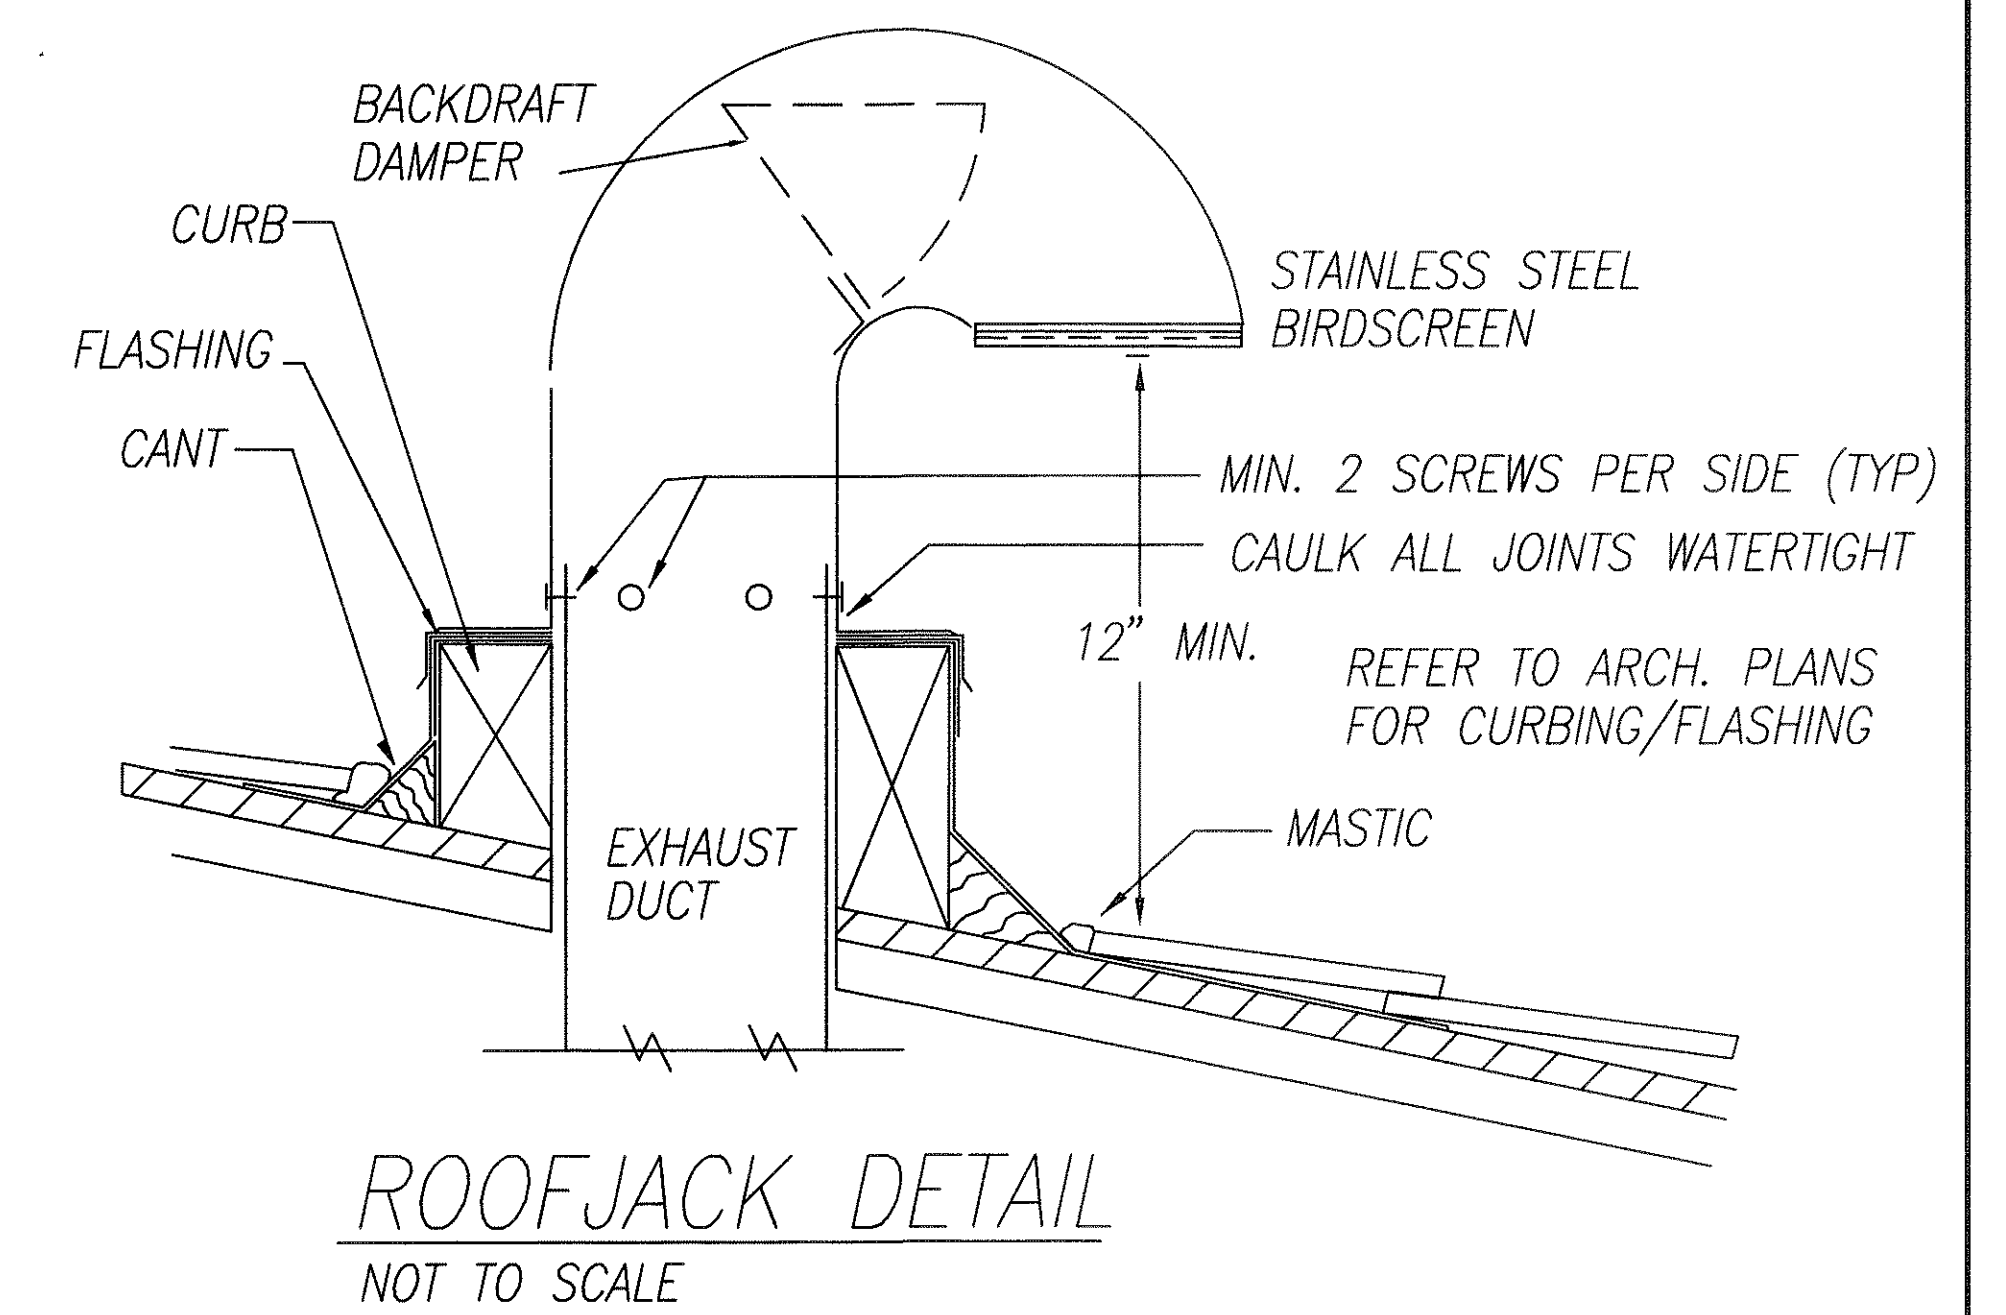 BACKDRAFT
DAMPER
CURB
FLASHING
CANT
STAINLESS STEEL
BIRDSCREEN
MIN. 2 SCREWS PER SIDE (TYP)
CAULK ALL JOINTS WATERTIGHT
12" MIN.
REFER TO ARCH. PLANS
FOR CURBING/FLASHING
MASTIC
EXHAUST
DUCT
ROOFJACK DETAIL
NOT TO SCALE